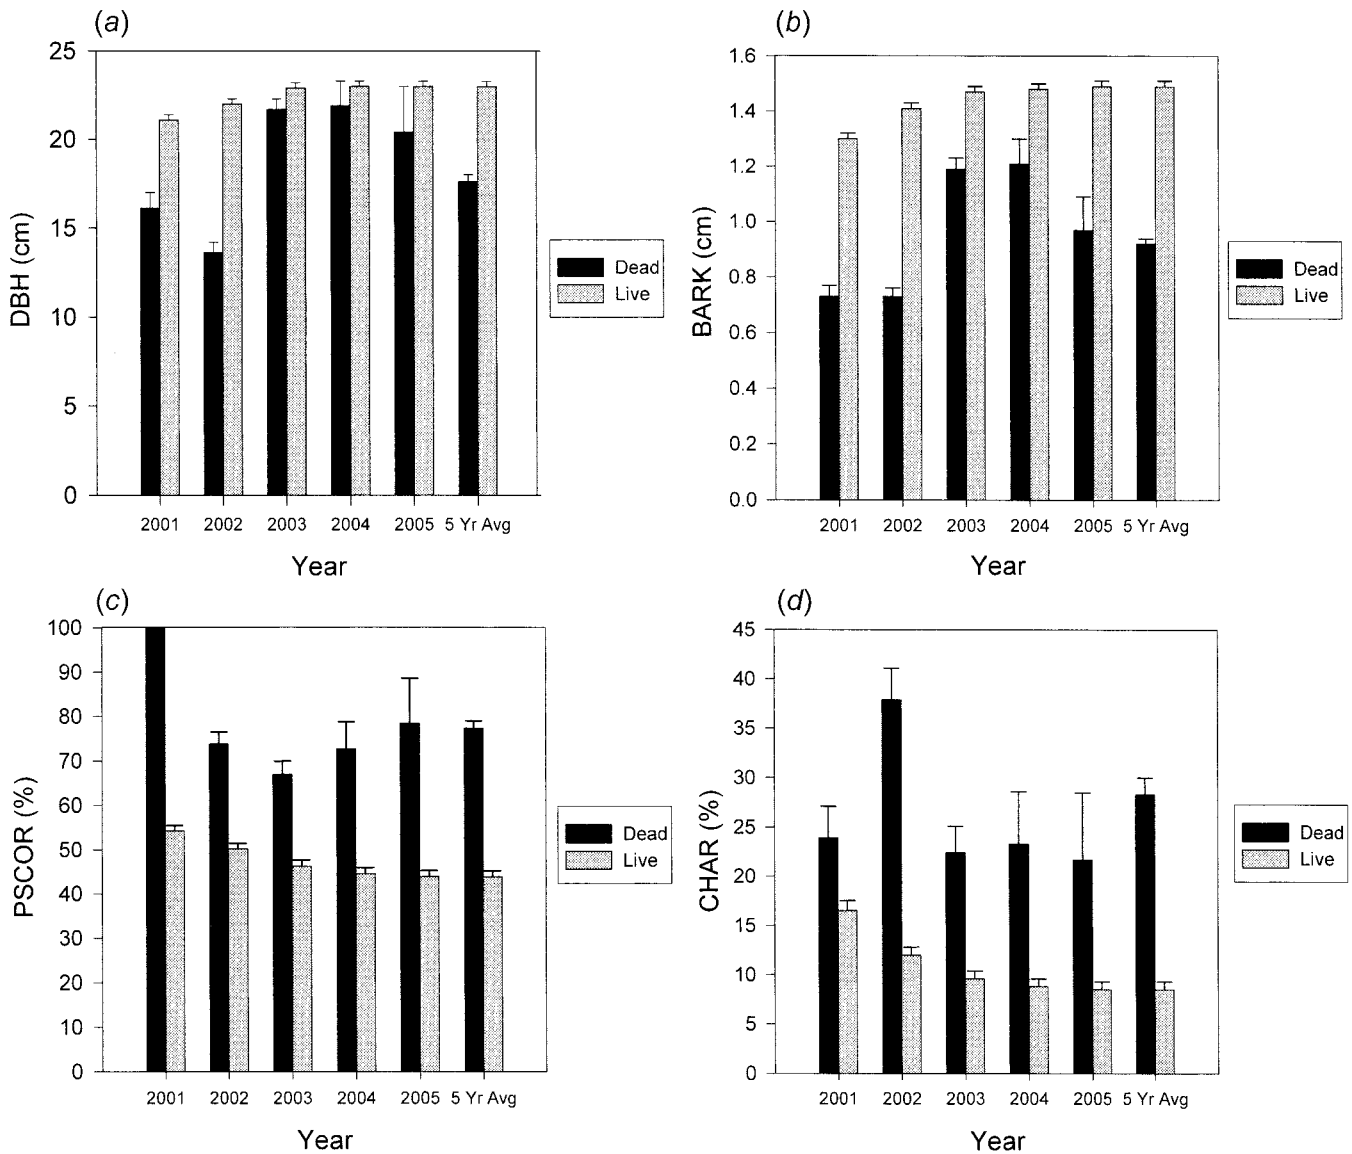 (a)
25
20
15
10
5
0
DBH (cm)
2001 2002 2003 2004 2005 5 Yr Avg
Year
Dead
Live
(b)
1.6
1.4
1.2
1.0
0.8
0.6
0.4
0.2
0.0
BARK (cm)
2001 2002 2003 2004 2005 5 Yr Avg
Year
Dead
Live
(c)
100
90
80
70
60
50
40
30
20
10
0
PSCOR (%)
2001 2002 2003 2004 2005 5 Yr Avg
Year
Dead
Live
(d)
45
40
35
30
25
20
15
10
5
0
CHAR (%)
2001 2002 2003 2004 2005 5 Yr Avg
Year
Dead
Live